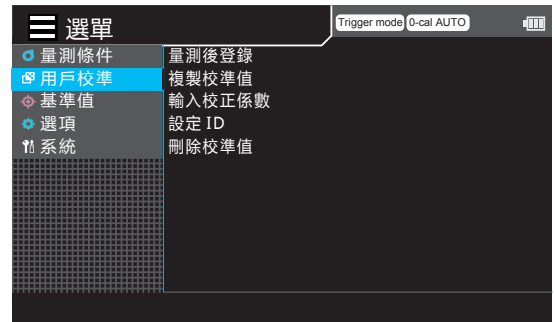 選單
Trigger mode 0-cal AUTO
量測條件
用戶校準
基準值
選項
系統
量測後登錄
複製校準值
輸入校正係數
設定 ID
刪除校準值